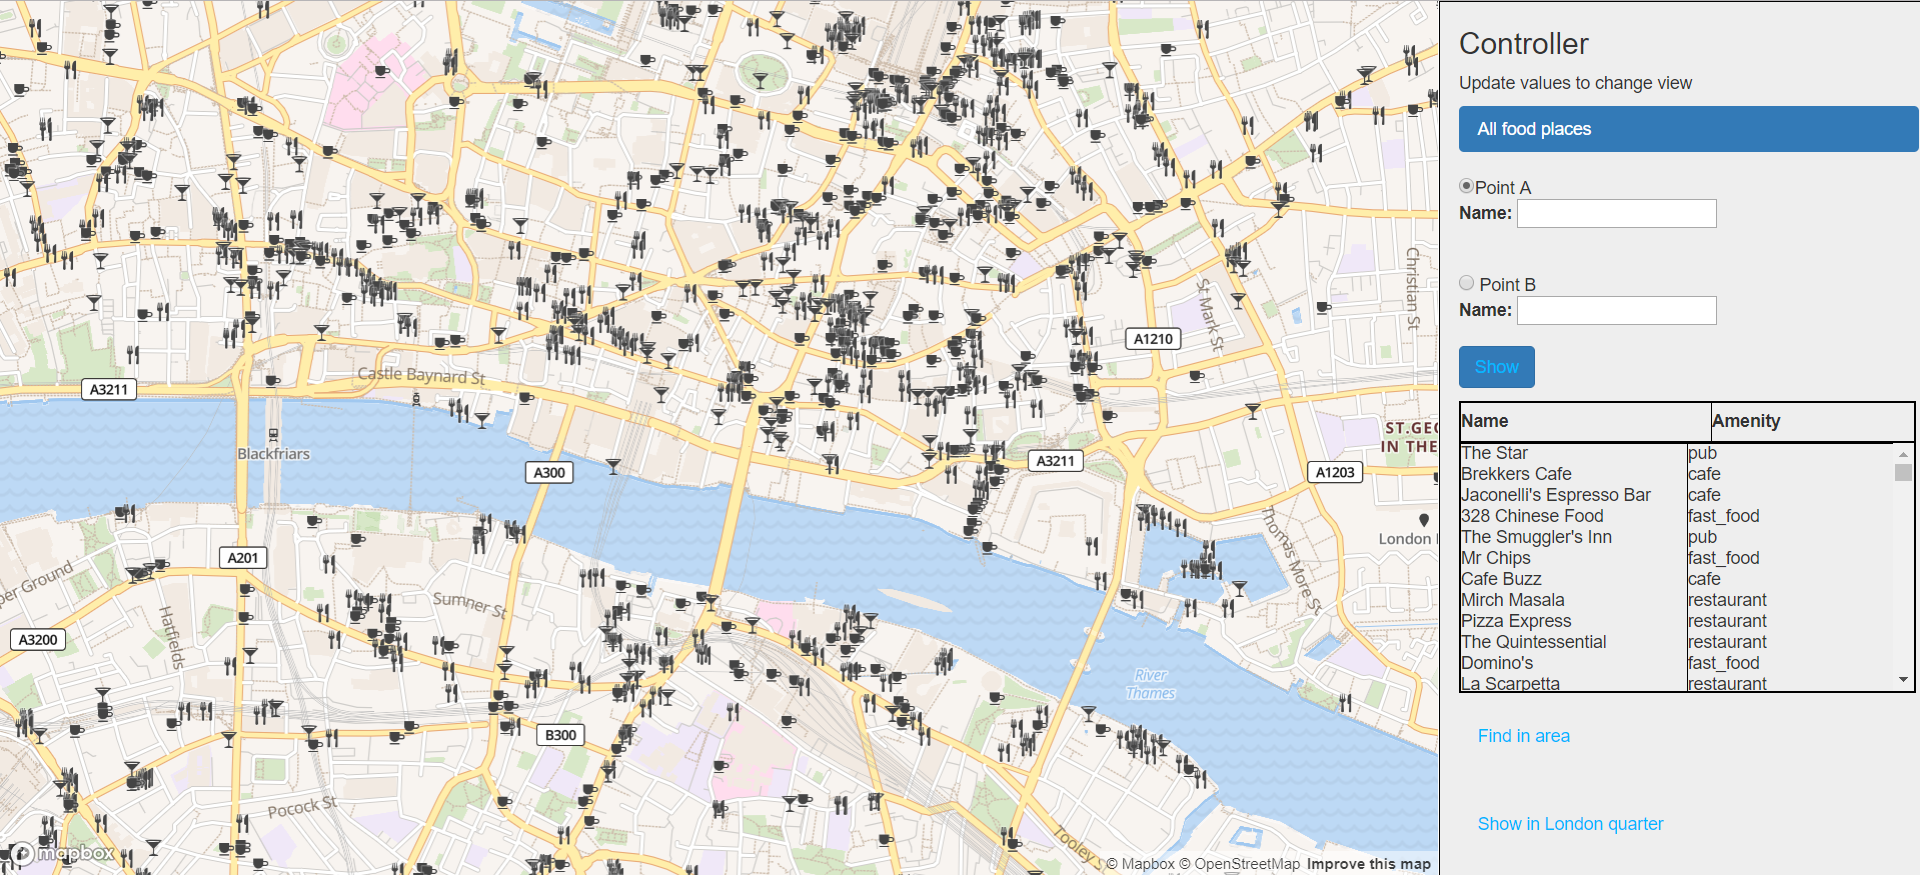 Controller
Update values to change view
All food places
Point A
Name:
Point B
Name:
Show
Name Amenity
The Star pub
Brekkers Cafe cafe
Jaconelli's Espresso Bar cafe
328 Chinese Food fast_food
The Smuggler's Inn pub
Mr Chips fast_food
Cafe Buzz cafe
Mirch Masala restaurant
Pizza Express restaurant
The Quintessential restaurant
Domino's fast_food
La Scarpetta restaurant
Find in area
Show in London quarter
Christian St
St Mark St
A1210
Castle Baynard St
A3211
ST.GEO
IN THE
Blackfriars
A300
A3211
A1203
Thomas More St
London
A201
per Ground
Sumner St
Hatfields
A3200
River
Thames
B300
Pocock St
Tooley S
mapbox
© Mapbox © OpenStreetMap Improve this map